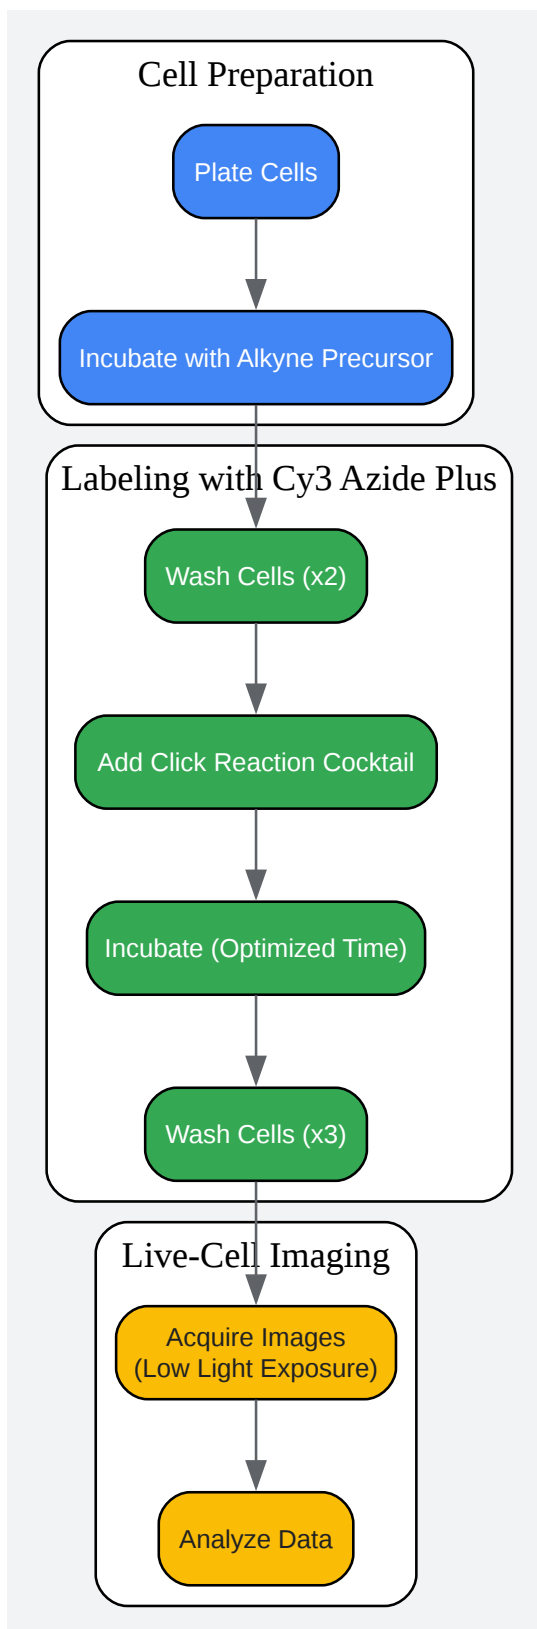 Cell Preparation
Plate Cells
Incubate with Alkyne Precursor
Labeling with Cy3 Azide Plus
Wash Cells (x2)
Add Click Reaction Cocktail
Incubate (Optimized Time)
Wash Cells (x3)
Live-Cell Imaging
Acquire Images
(Low Light Exposure)
Analyze Data